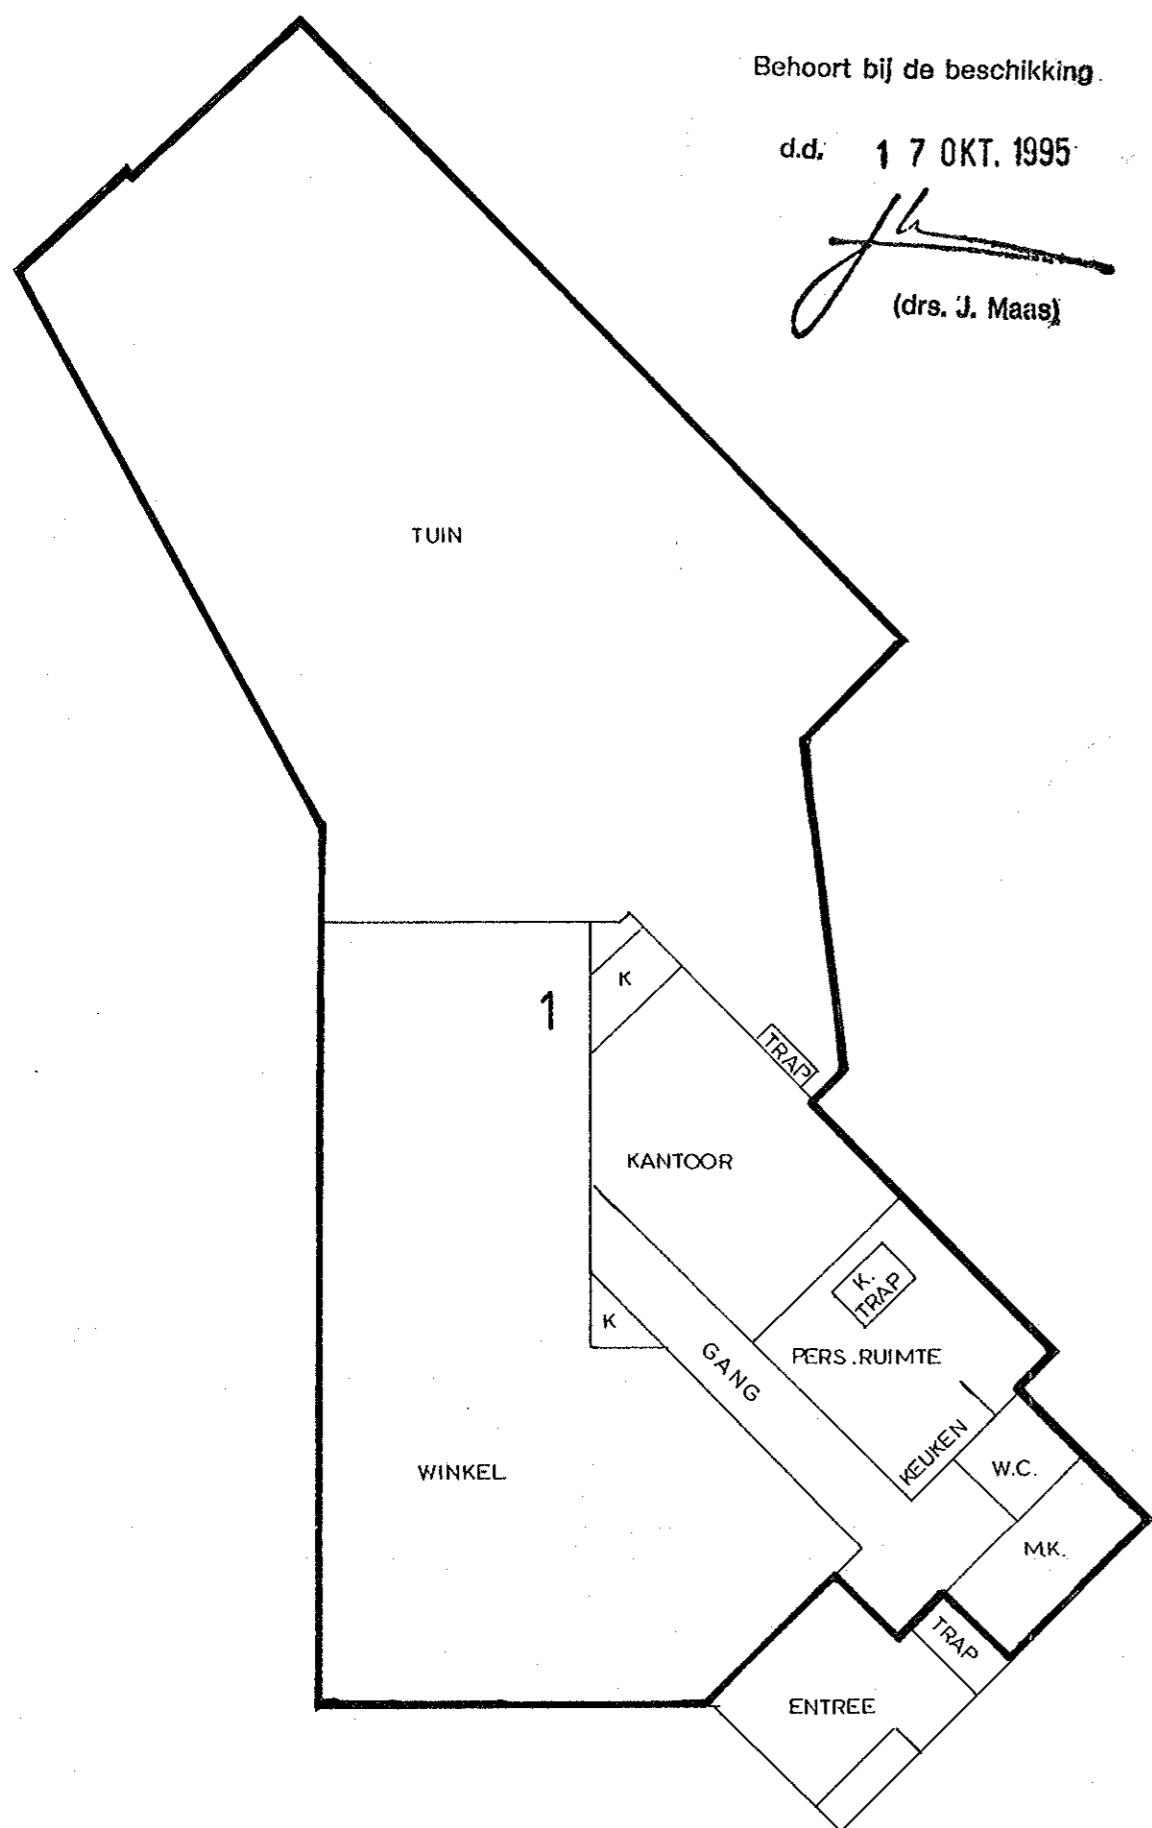 Behoort bij de beschikking.
d.d. 17 OKT. 1995
(drs. J. Maas)
TUIN
K
1
TRAP
KANTOOR
K.
TRAP
K
GANG
PERS.RUIMTE
KEUKEN
WINKEL
W.C.
M.K.
TRAP
ENTREE